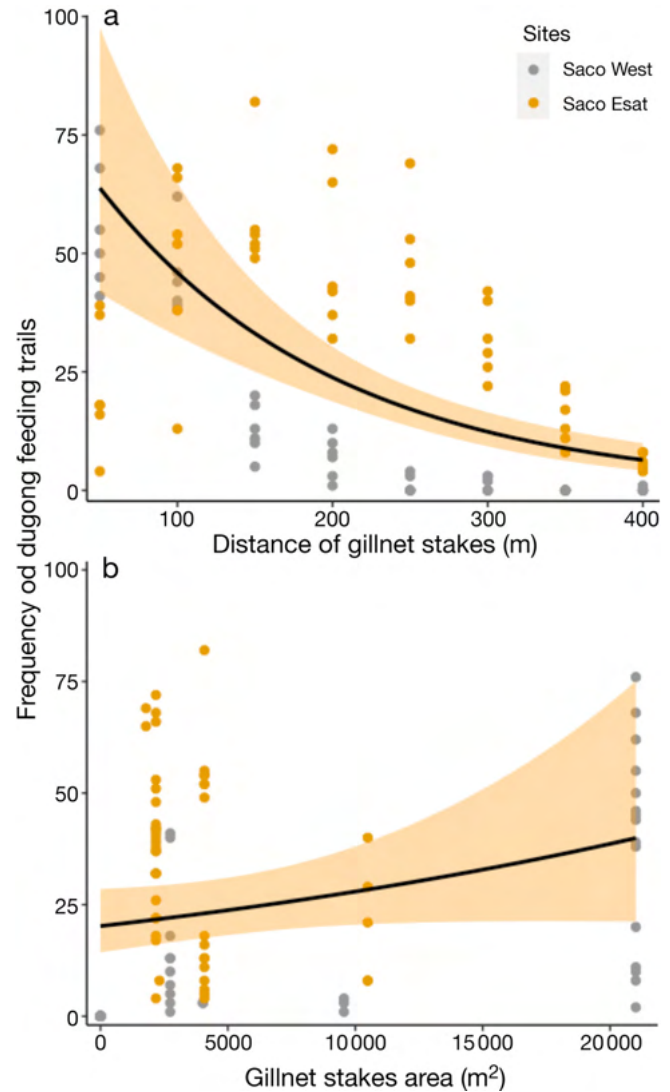 a
Sites
Saco West
Saco Esat
100
75
50
25
0
100
200
300
400
Distance of gillnet stakes (m)
Frequency od dugong feeding trails
b
100
75
50
25
0
0
5000
10000
15000
20000
Gillnet stakes area (m²)